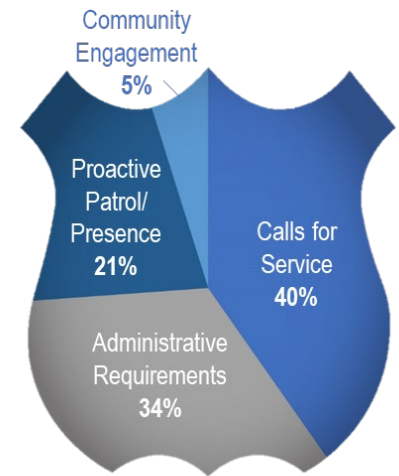 Community
Engagement
5%
Proactive
Patrol/
Presence
21%
Calls for
Service
40%
Administrative
Requirements
34%